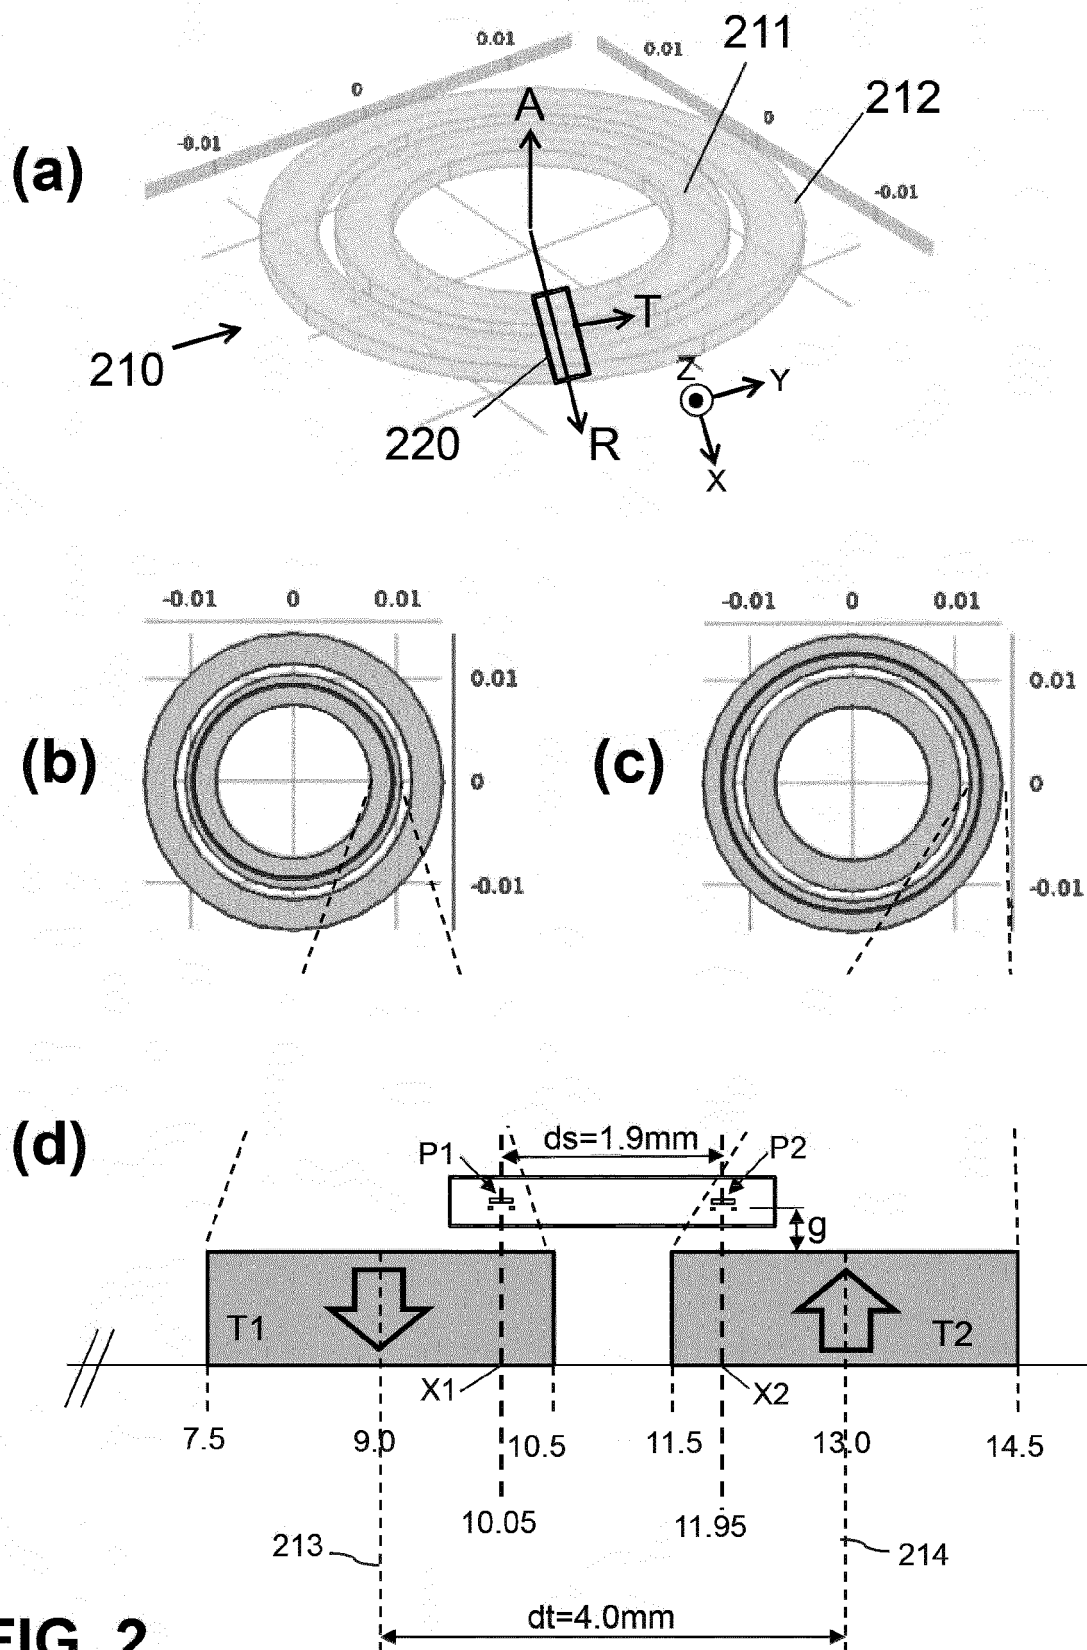 (a)
0.01
0
-0.01
0.01
0
-0.01
211
212
A
T
R
210
220
Z
Y
X
(b)
-0.01 0 0.01
0.01
0
-0.01
(c)
-0.01 0 0.01
0.01
0
-0.01
(d)
P1
ds=1.9mm
P2
g
T1
T2
X1
X2
7.5 9.0 10.5 11.5 13.0 14.5
10.05 11.95
213
214
dt=4.0mm
FIG. 2